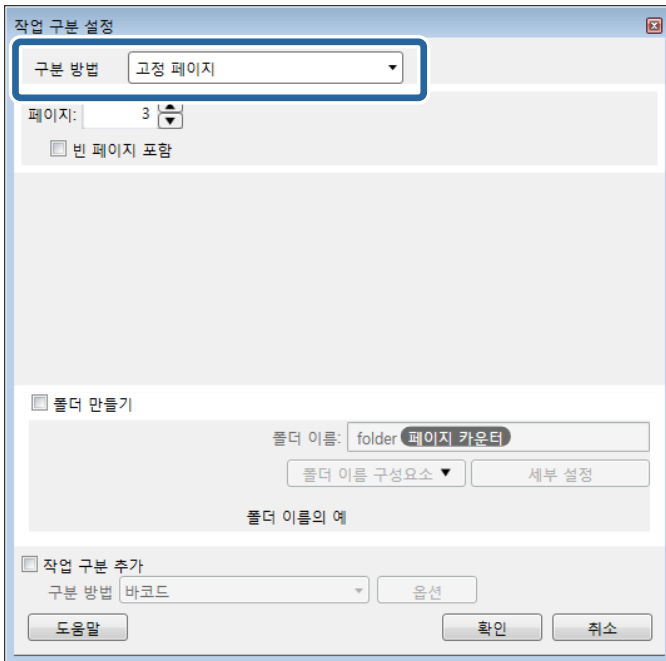 작업 구분 설정
구분 방법 고정 페이지
페이지: 3
빈 페이지 포함
폴더 만들기
폴더 이름: folder 페이지 카운터
폴더 이름 구성요소 세부 설정
폴더 이름의 예
작업 구분 추가
구분 방법 바코드 옵션
도움말 확인 취소